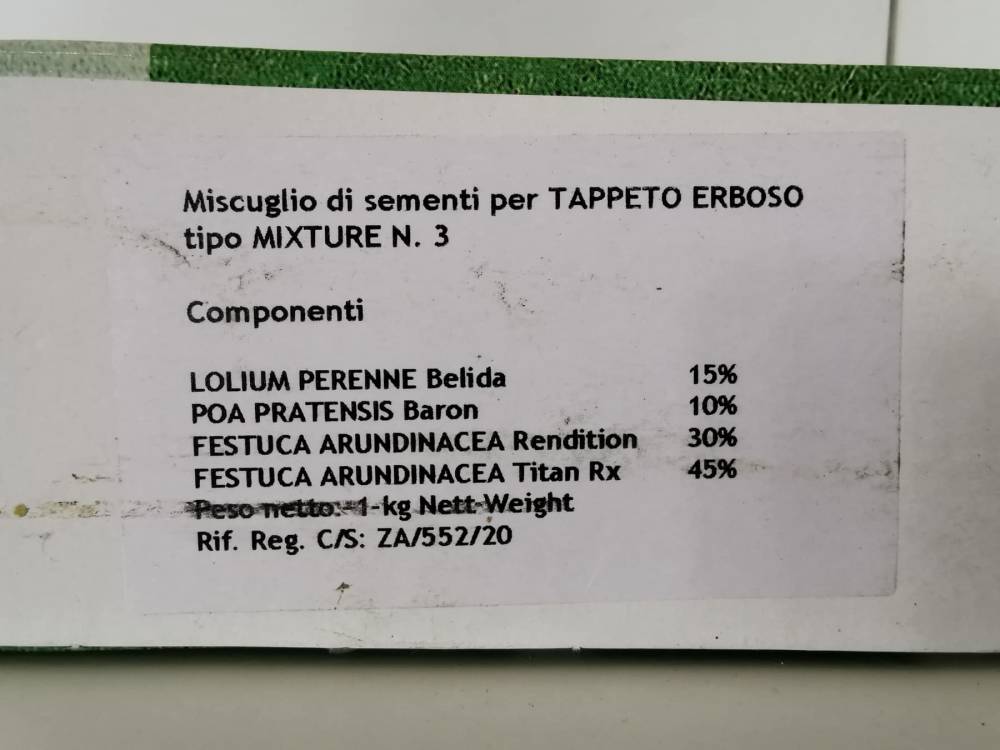 Miscuglio di sementi per TAPPETO ERBOSO
tipo MIXTURE N. 3
Componenti
LOLIUM PERENNE Belida 15%
POA PRATENSIS Baron 10%
FESTUCA ARUNDINACEA Rendition 30%
FESTUCA ARUNDINACEA Titan Rx 45%
Peso netto: 1 kg Nett Weight
Rif. Reg. C/S: ZA/552/20